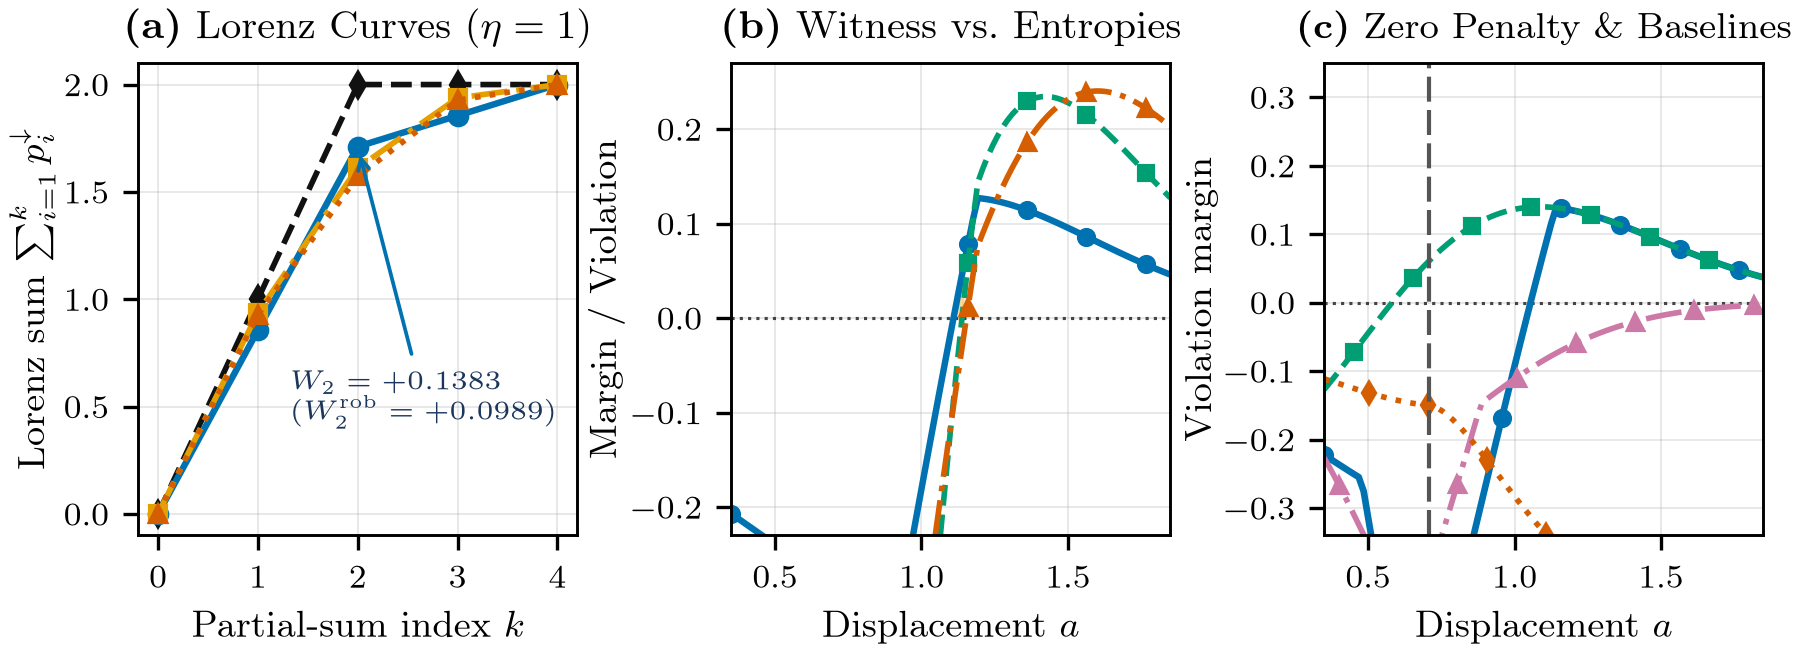 (a) Lorenz Curves (η = 1)
Lorenz sum ∑ᵏᵢ₌₁ p↓ᵢ
2.0
1.5
1.0
0.5
0.0
W₂ = +0.1383
(W₂ʳᵒᵇ = +0.0989)
0 1 2 3 4
Partial-sum index k
(b) Witness vs. Entropies
Margin / Violation
0.2
0.1
0.0
−0.1
−0.2
0.5 1.0 1.5
Displacement a
(c) Zero Penalty & Baselines
Violation margin
0.3
0.2
0.1
0.0
−0.1
−0.2
−0.3
0.5 1.0 1.5
Displacement a